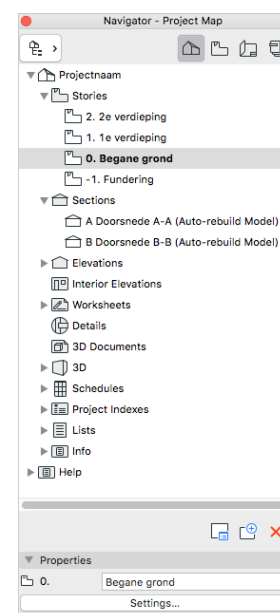 Navigator - Project Map
Projectnaam
Stories
2. 2e verdieping
1. 1e verdieping
0. Begane grond
-1. Fundering
Sections
A Doorsnede A-A (Auto-rebuild Model)
B Doorsnede B-B (Auto-rebuild Model)
Elevations
Interior Elevations
Worksheets
Details
3D Documents
3D
Schedules
Project Indexes
Lists
Info
Help
Properties
0. Begane grond
Settings...